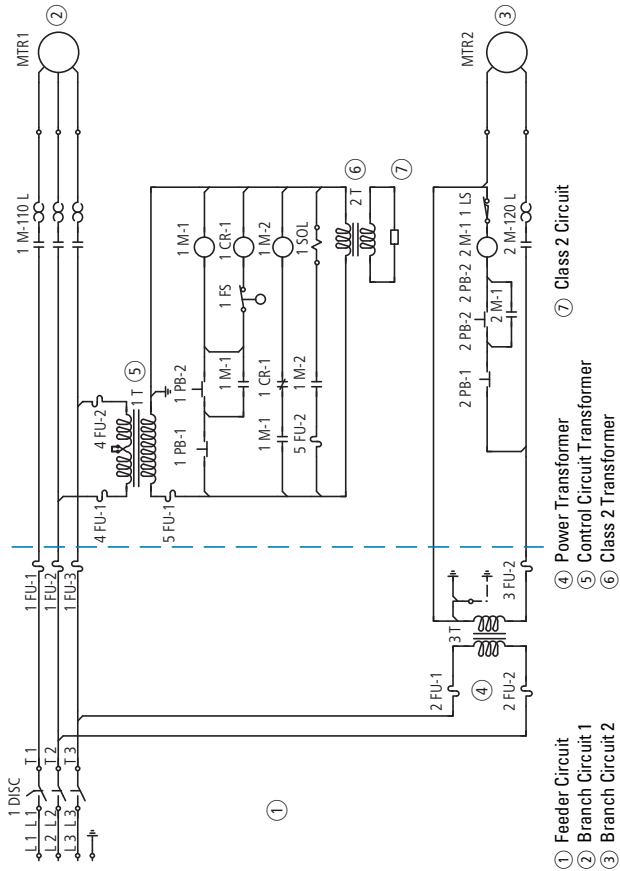 1 DISC
L1 L1 T1
L2 L2 T2
L3 L3 T3
1 FU-1
1 FU-2
1 FU-3
1 M-110 L
MTR1
②
4 FU-1
4 FU-2
1 T ⑤
5 FU-1
1 PB-1
1 PB-2
1 M-1
1 M-1
1 FS
1 CR-1
1 M-1
1 CR-1
1 M-2
5 FU-2
1 M-2
1 SOL
2 T ⑥
⑦
①
2 FU-1
3 T
④
2 FU-2
3 FU-2
2 PB-1
2 PB-2
2 PB-2
2 M-1
2 M-1
1 LS
2 M-120 L
MTR2
③
① Feeder Circuit
② Branch Circuit 1
③ Branch Circuit 2
④ Power Transformer
⑤ Control Circuit Transformer
⑥ Class 2 Transformer
⑦ Class 2 Circuit